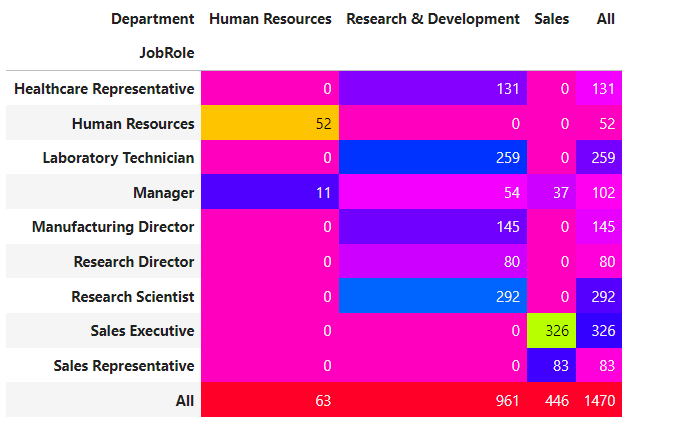 Department Human Resources Research & Development Sales All
JobRole
Healthcare Representative 0 131 0 131
Human Resources 52 0 0 52
Laboratory Technician 0 259 0 259
Manager 11 54 37 102
Manufacturing Director 0 145 0 145
Research Director 0 80 0 80
Research Scientist 0 292 0 292
Sales Executive 0 0 326 326
Sales Representative 0 0 83 83
All 63 961 446 1470